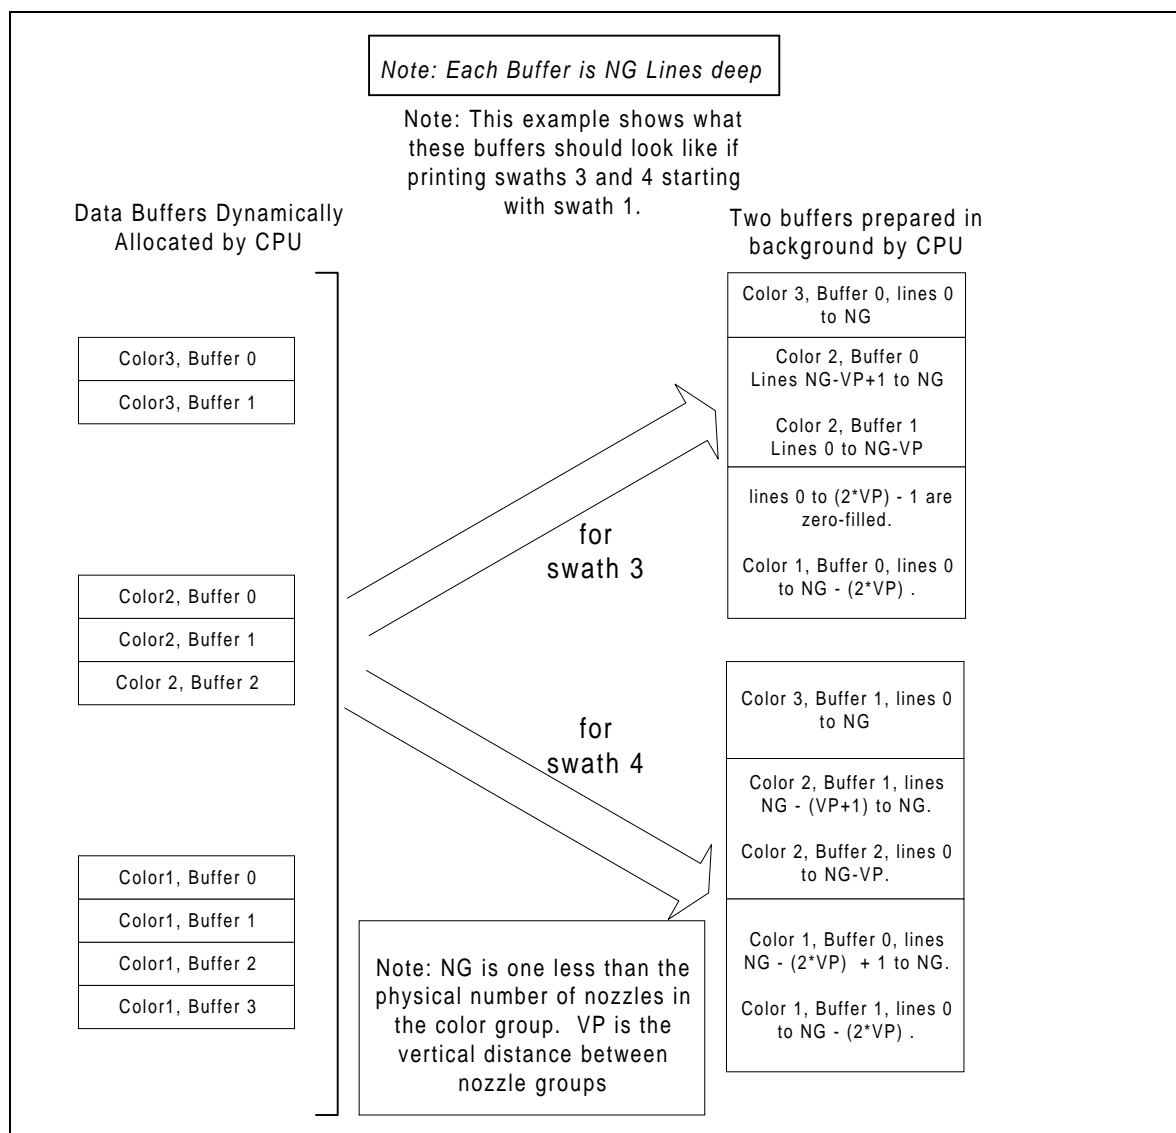 Note: Each Buffer is NG Lines deep
Note: This example shows what
these buffers should look like if
printing swaths 3 and 4 starting
with swath 1.
Data Buffers Dynamically
Allocated by CPU
Two buffers prepared in
background by CPU
Color3, Buffer 0
Color3, Buffer 1
Color2, Buffer 0
Color2, Buffer 1
Color 2, Buffer 2
Color1, Buffer 0
Color1, Buffer 1
Color1, Buffer 2
Color1, Buffer 3
for
swath 3
for
swath 4
Note: NG is one less than the
physical number of nozzles in
the color group. VP is the
vertical distance between
nozzle groups
Color 3, Buffer 0, lines 0
to NG
Color 2, Buffer 0
Lines NG-VP+1 to NG
Color 2, Buffer 1
Lines 0 to NG-VP
lines 0 to (2*VP) - 1 are
zero-filled.
Color 1, Buffer 0, lines 0
to NG - (2*VP) .
Color 3, Buffer 1, lines 0
to NG
Color 2, Buffer 1, lines
NG - (VP+1) to NG.
Color 2, Buffer 2, lines 0
to NG-VP.
Color 1, Buffer 0, lines
NG - (2*VP) + 1 to NG.
Color 1, Buffer 1, lines 0
to NG - (2*VP) .